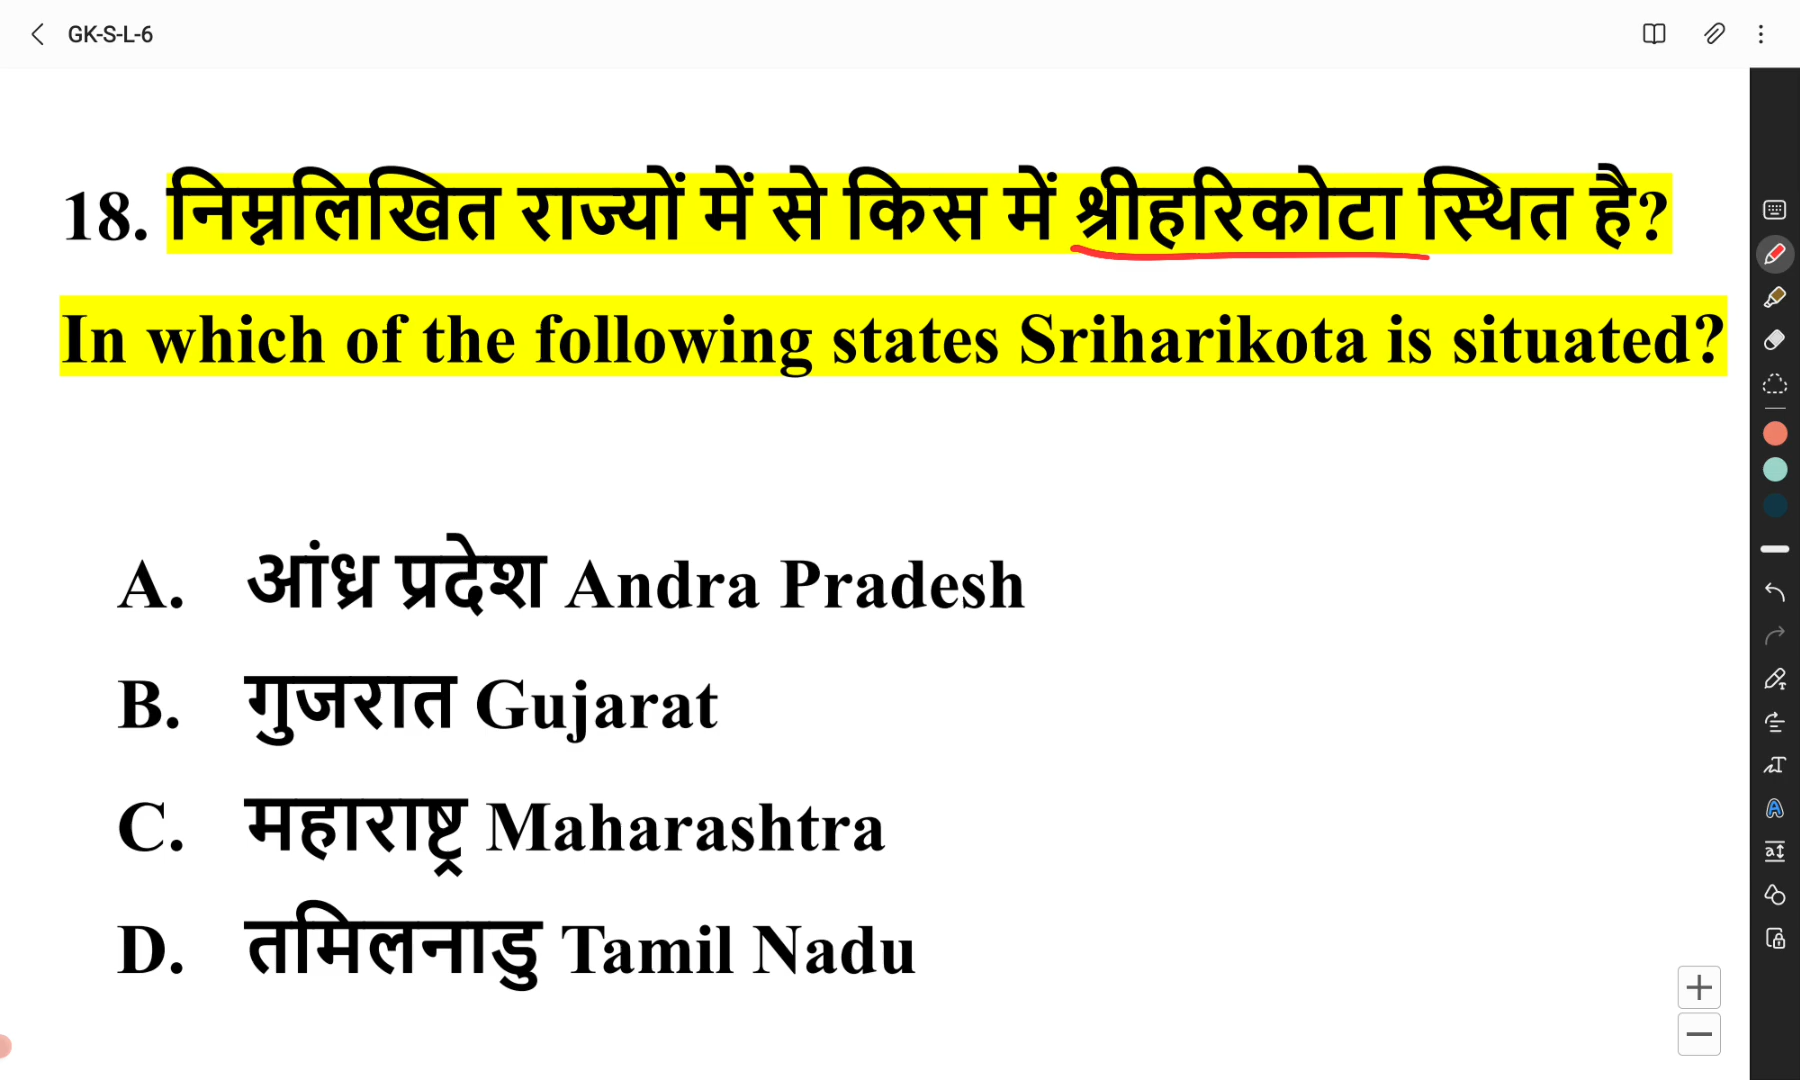 GK-S-L-6
18. निम्नलिखित राज्यों में से किस में श्रीहरिकोटा स्थित है?
In which of the following states Sriharikota is situated?
A. आंध्र प्रदेश Andra Pradesh
B. गुजरात Gujarat
C. महाराष्ट्र Maharashtra
D. तमिलनाडु Tamil Nadu